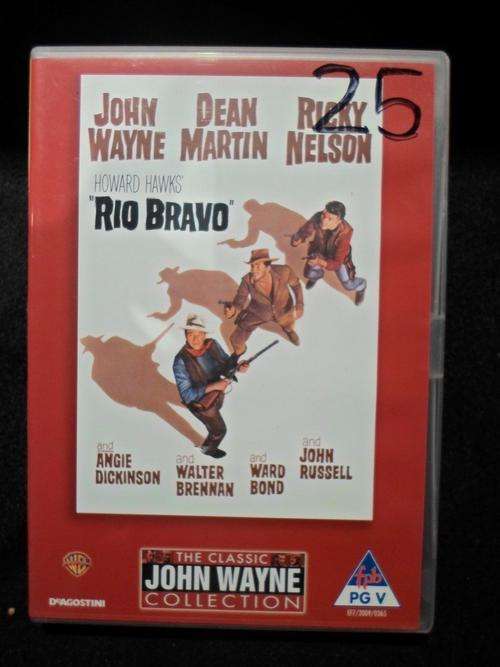 25
JOHN WAYNE
DEAN MARTIN
RICKY NELSON
HOWARD HAWKS'
"RIO BRAVO"
and
ANGIE
DICKINSON
and
WALTER
BRENNAN
and
WARD
BOND
and
JOHN
RUSSELL
WB
DEAGOSTINI
THE CLASSIC
JOHN WAYNE
COLLECTION
fpb
PG V